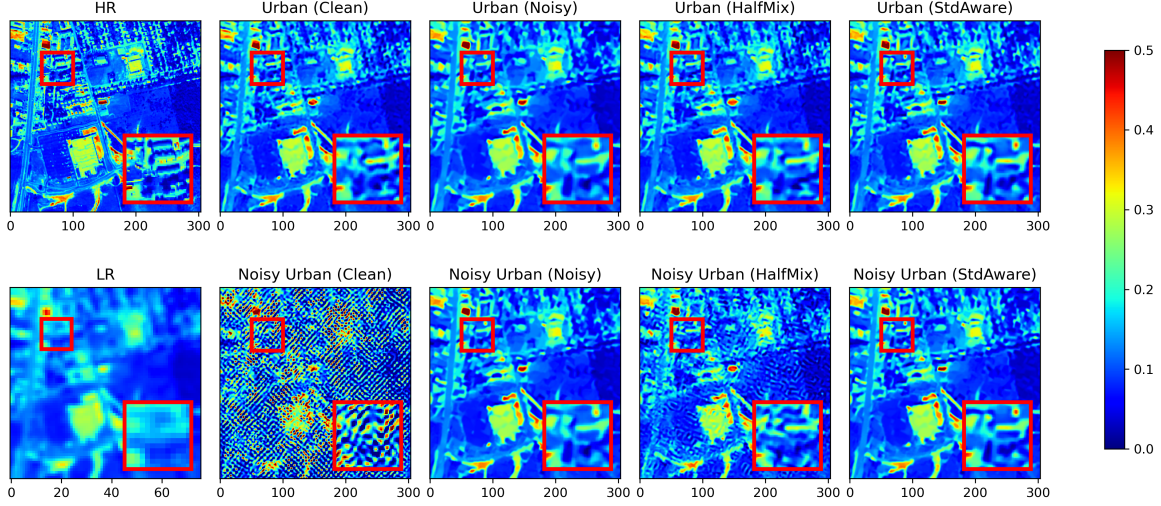 HR
Urban (Clean)
Urban (Noisy)
Urban (HalfMix)
Urban (StdAware)
0 100 200 300
0 100 200 300
0 100 200 300
0 100 200 300
0 100 200 300
LR
Noisy Urban (Clean)
Noisy Urban (Noisy)
Noisy Urban (HalfMix)
Noisy Urban (StdAware)
0 20 40 60
0 100 200 300
0 100 200 300
0 100 200 300
0 100 200 300
0.5
0.4
0.3
0.2
0.1
0.0